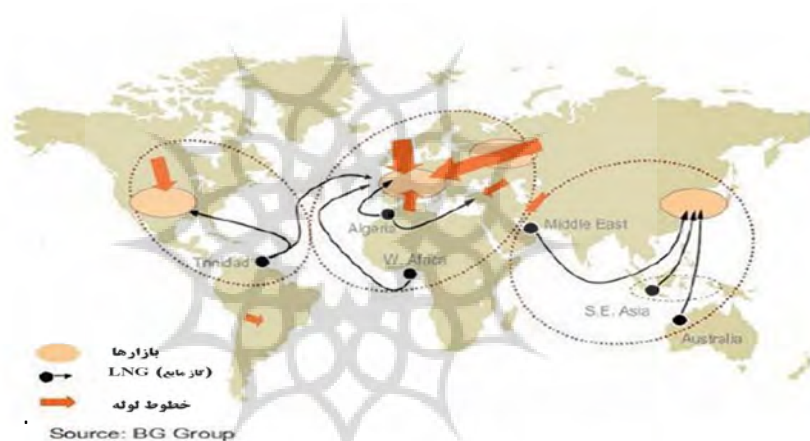 Algeria
Middle East
Trinidad
W. Africa
S.E. Asia
Australia
بازارها
LNG (گاز مایع)
خطوط لوله
Source: BG Group